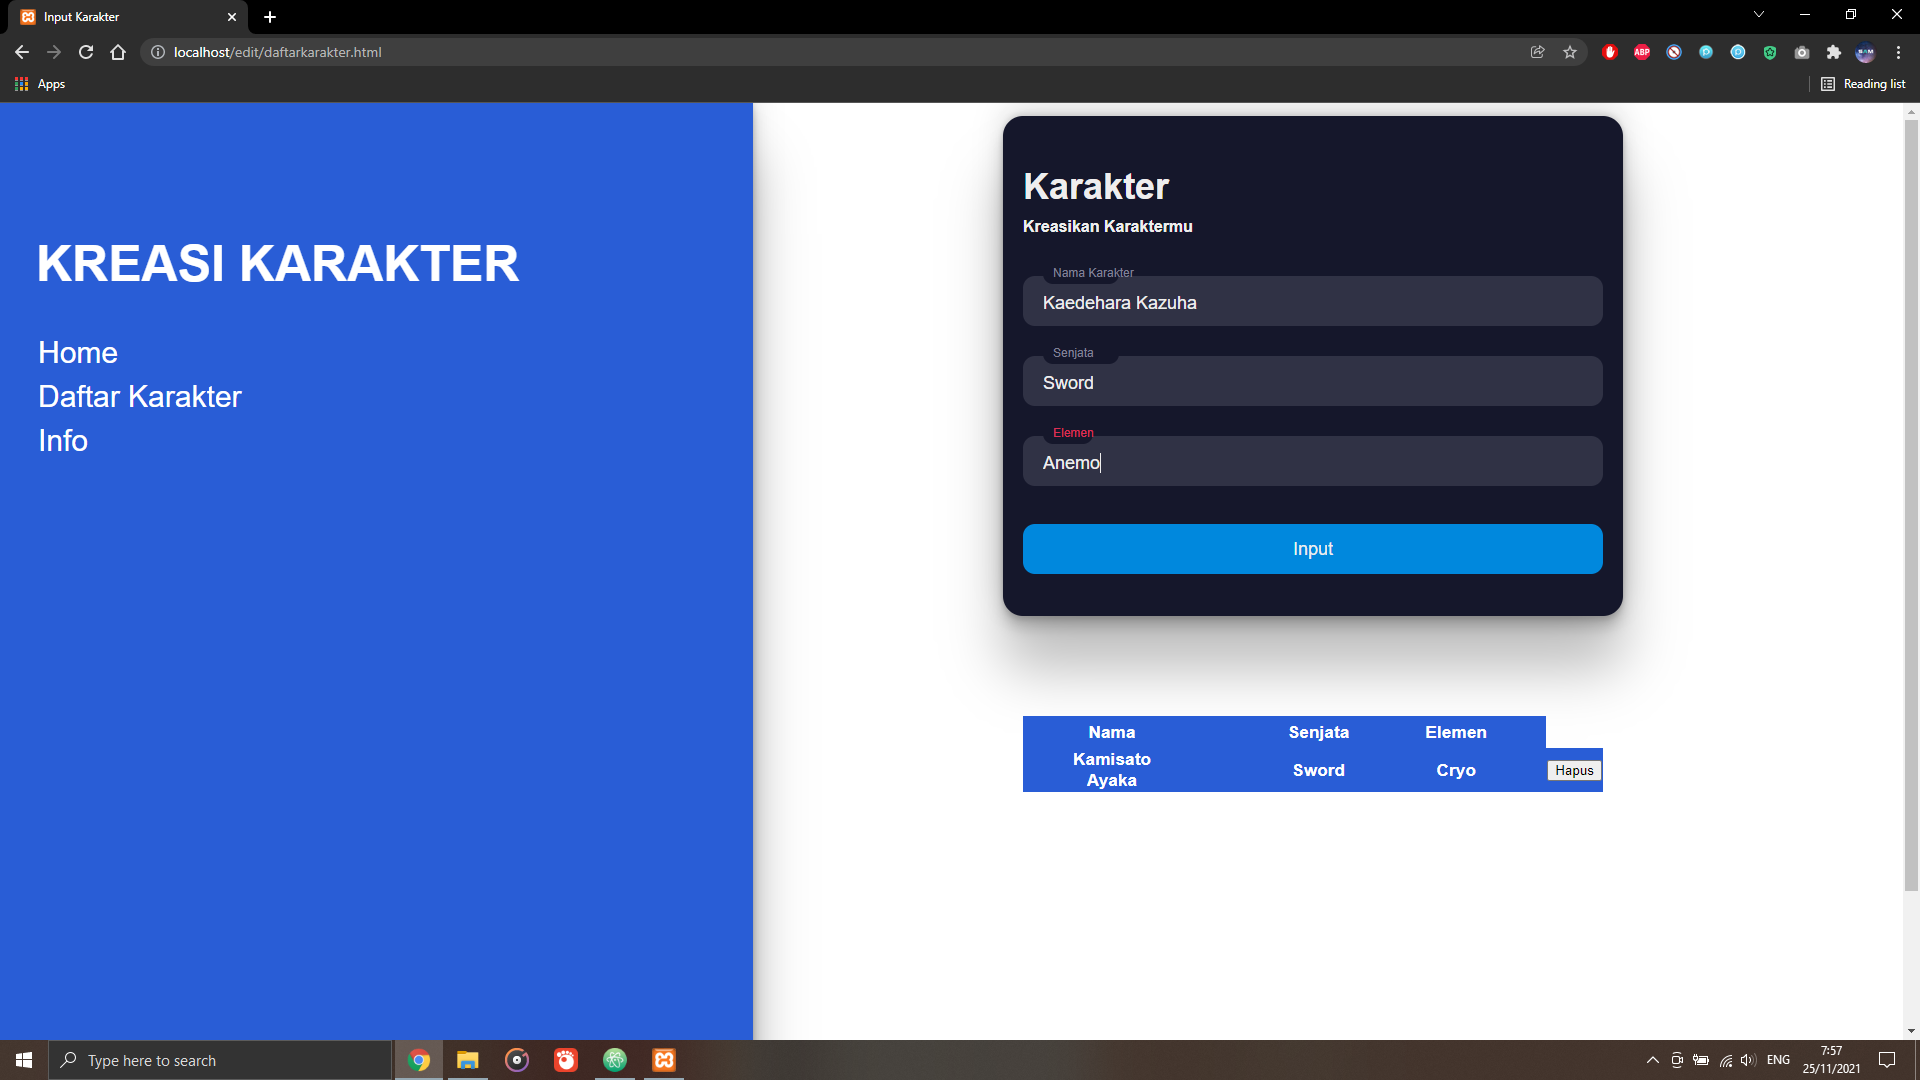 Input Karakter
localhost/edit/daftarkarakter.html
ABP
Apps
Reading list
KREASI KARAKTER
Home
Daftar Karakter
Info
Karakter
Kreasikan Karaktermu
Nama Karakter
Kaedehara Kazuha
Senjata
Sword
Elemen
Anemo
Input
Nama Senjata Elemen
Kamisato
Ayaka Sword Cryo Hapus
Type here to search
ENG
7:57
25/11/2021